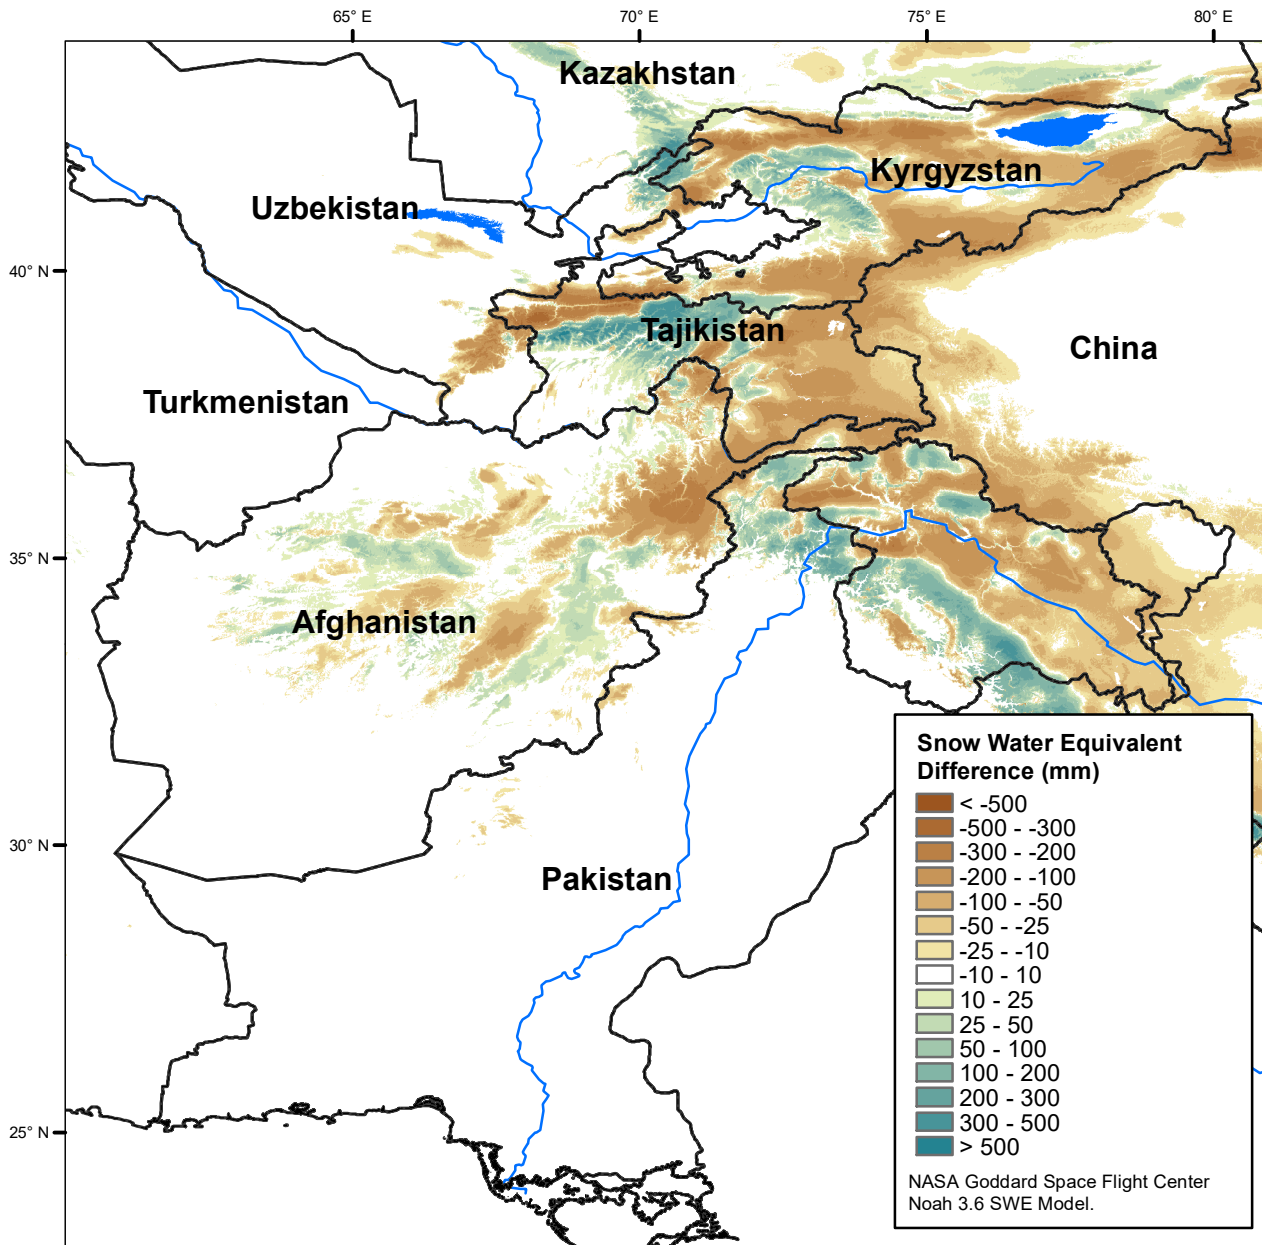 65° E
70° E
75° E
80° E
Kazakhstan
Kyrgyzstan
Uzbekistan
40° N
Tajikistan
China
Turkmenistan
35° N
Afghanistan
Snow Water Equivalent
Difference (mm)
< -500
-500 - -300
-300 - -200
-200 - -100
-100 - -50
-50 - -25
-25 - -10
-10 - 10
10 - 25
25 - 50
50 - 100
100 - 200
200 - 300
300 - 500
> 500
NASA Goddard Space Flight Center
Noah 3.6 SWE Model.
30° N
Pakistan
25° N